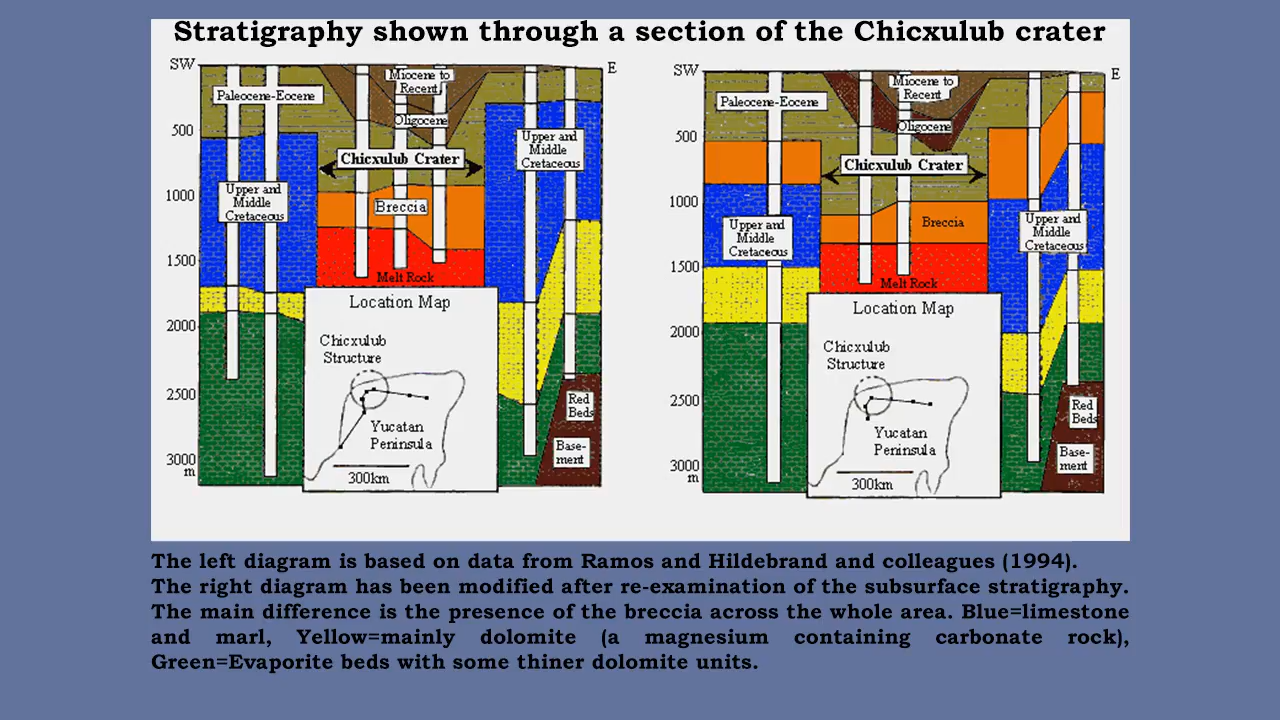 Stratigraphy shown through a section of the Chicxulub crater
SW
E
Miocene to
Recent
Paleocene-Eocene
Oligocene
500
Upper and
Middle
Cretaceous
Chicxulub Crater
1000
Upper and
Middle
Cretaceous
Breccia
1500
Melt Rock
Location Map
2000
Chicxulub
Structure
2500
Red
Beds
Yucatan
Peninsula
Base-
ment
3000
m
300km
SW
E
Miocene to
Recent
Paleocene-Eocene
Oligocene
500
Chicxulub Crater
1000
Upper and
Middle
Cretaceous
Breccia
Upper and
Middle
Cretaceous
1500
Melt Rock
Location Map
2000
Chicxulub
Structure
2500
Red
Beds
Yucatan
Peninsula
Base-
ment
3000
m
300km
The left diagram is based on data from Ramos and Hildebrand and colleagues (1994).
The right diagram has been modified after re-examination of the subsurface stratigraphy.
The main difference is the presence of the breccia across the whole area. Blue=limestone
and marl, Yellow=mainly dolomite (a magnesium containing carbonate rock),
Green=Evaporite beds with some thiner dolomite units.